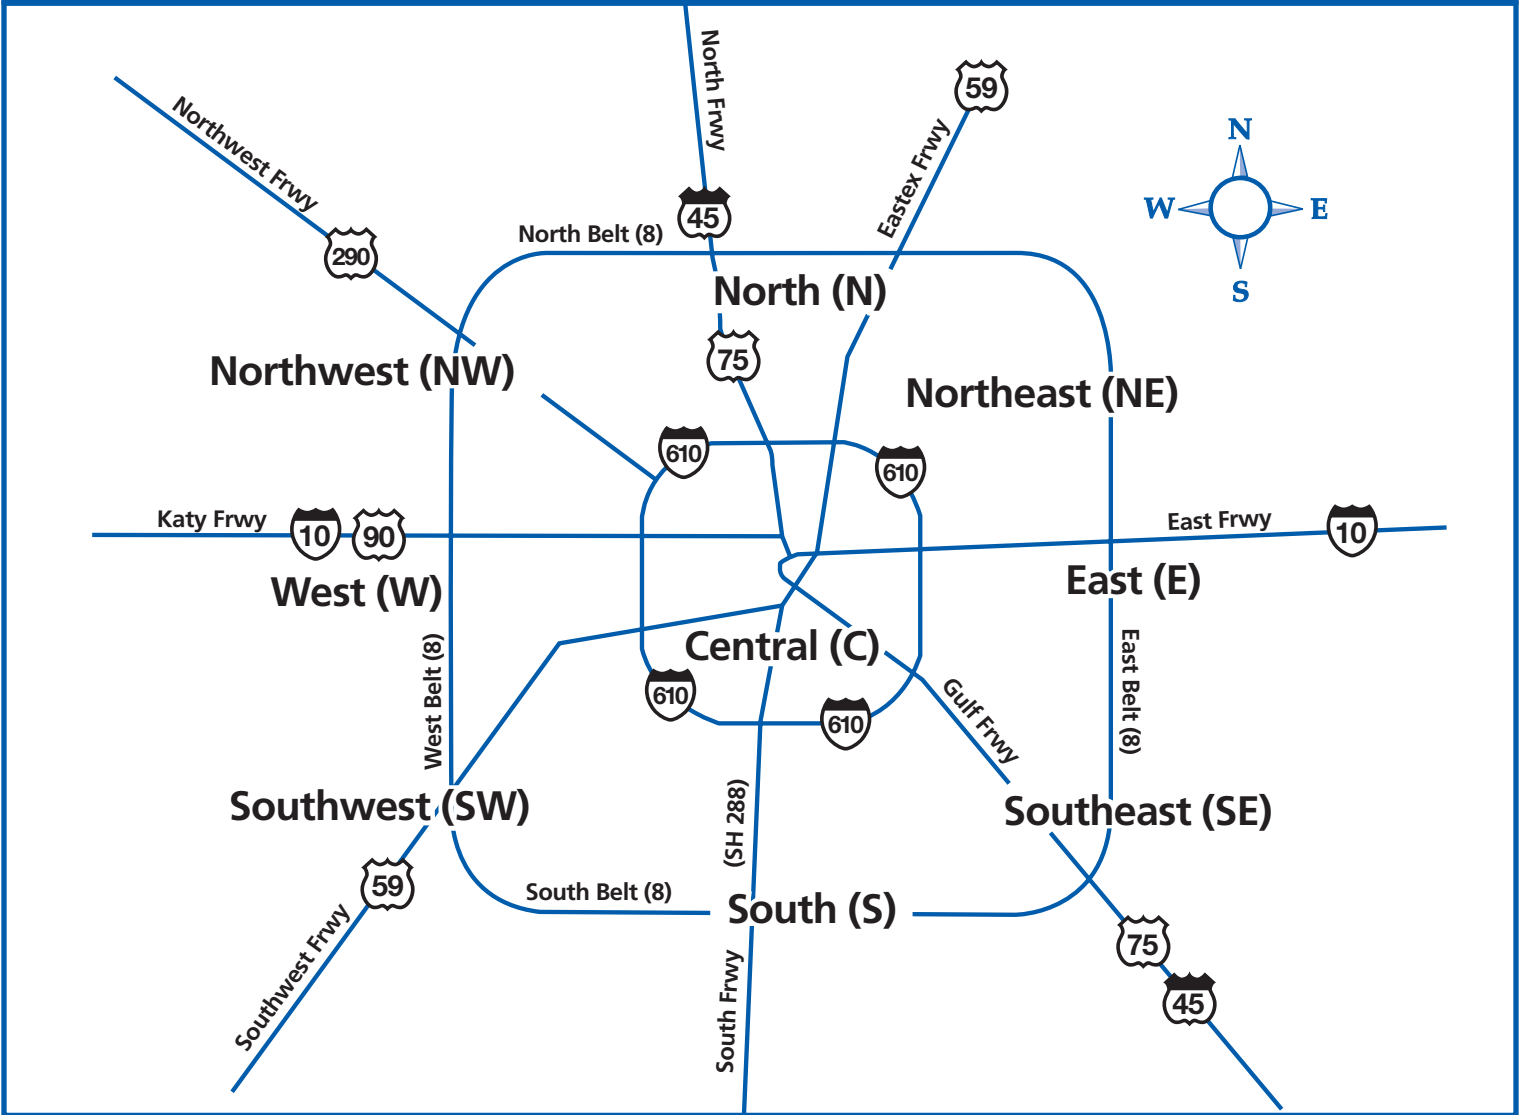 North Frwy
59
Northwest Frwy
Eastex Frwy
N
W
E
S
45
290
North Belt (8)
North (N)
75
Northwest (NW)
Northeast (NE)
610
610
Katy Frwy
10
90
East Frwy
10
West (W)
East (E)
Central (C)
West Belt (8)
East Belt (8)
610
610
Gulf Frwy
Southwest (SW)
(SH 288)
Southeast (SE)
59
South Belt (8)
South (S)
Southwest Frwy
South Frwy
75
45